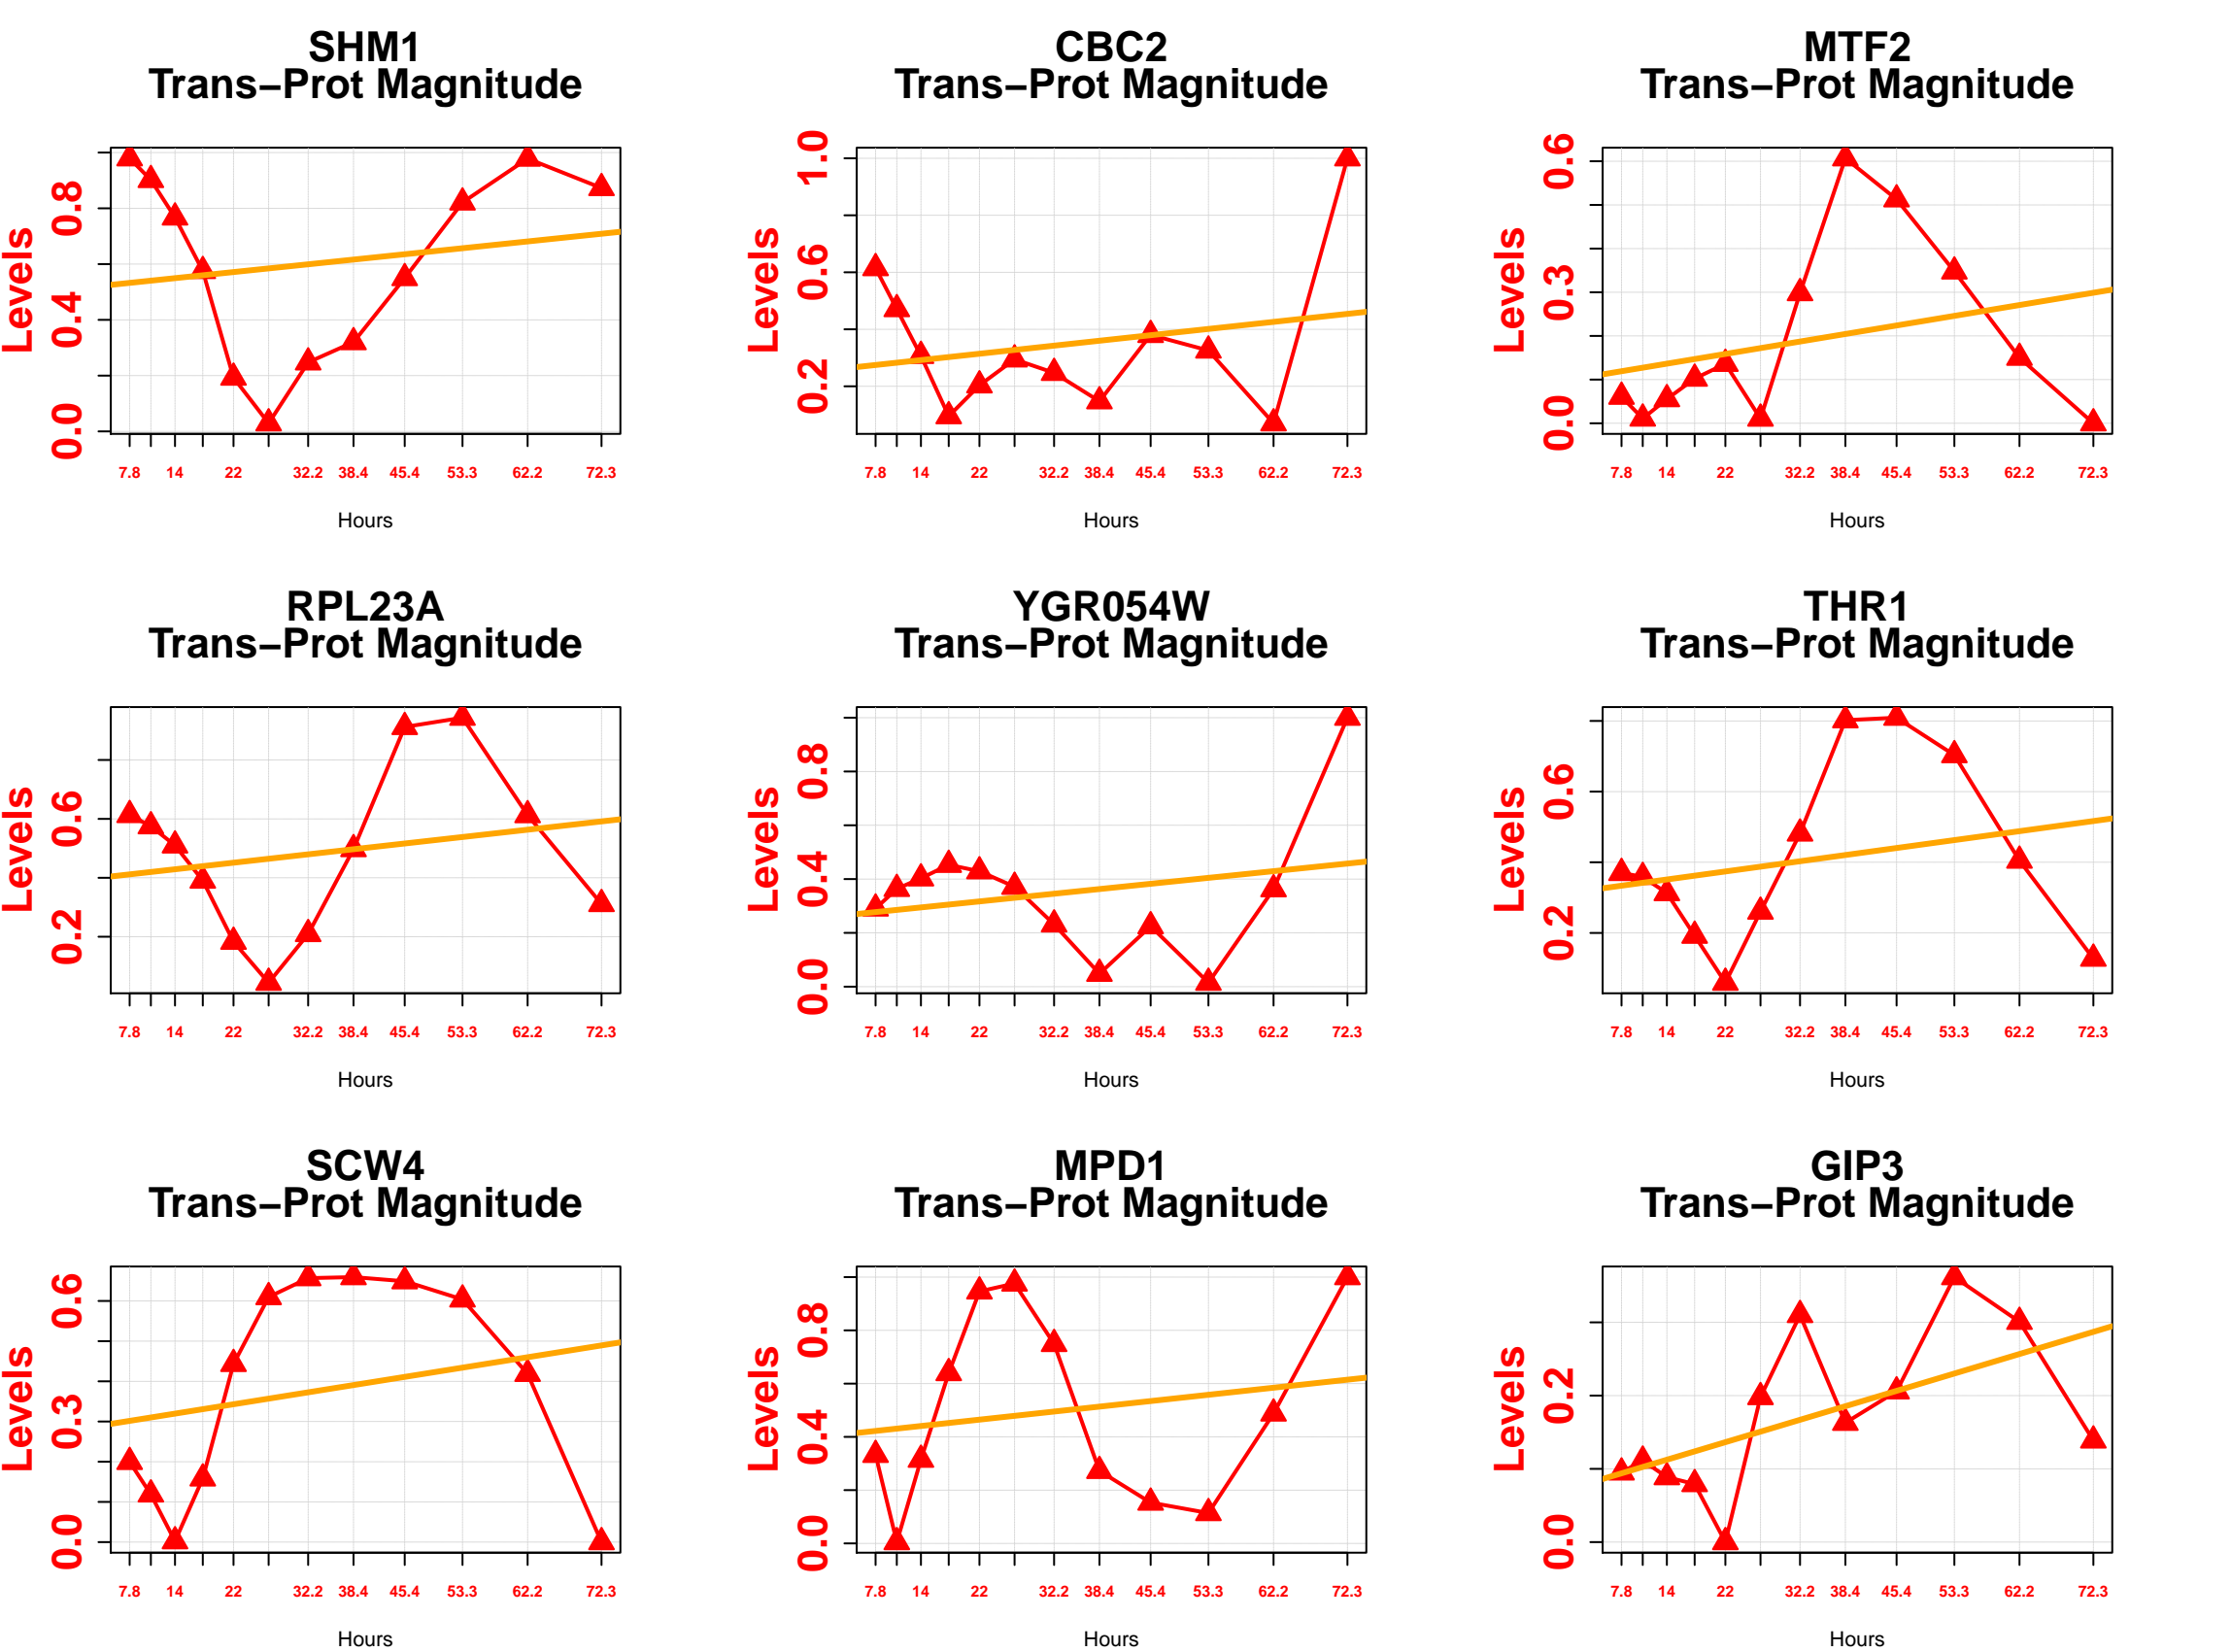 SHM1
Trans−Prot Magnitude
Levels
0.0 0.4 0.8
7.8 14 22 32.2 38.4 45.4 53.3 62.2 72.3
Hours
CBC2
Trans−Prot Magnitude
Levels
0.2 0.6 1.0
7.8 14 22 32.2 38.4 45.4 53.3 62.2 72.3
Hours
MTF2
Trans−Prot Magnitude
Levels
0.0 0.3 0.6
7.8 14 22 32.2 38.4 45.4 53.3 62.2 72.3
Hours
RPL23A
Trans−Prot Magnitude
Levels
0.2 0.6
7.8 14 22 32.2 38.4 45.4 53.3 62.2 72.3
Hours
YGR054W
Trans−Prot Magnitude
Levels
0.0 0.4 0.8
7.8 14 22 32.2 38.4 45.4 53.3 62.2 72.3
Hours
THR1
Trans−Prot Magnitude
Levels
0.2 0.6
7.8 14 22 32.2 38.4 45.4 53.3 62.2 72.3
Hours
SCW4
Trans−Prot Magnitude
Levels
0.0 0.3 0.6
7.8 14 22 32.2 38.4 45.4 53.3 62.2 72.3
Hours
MPD1
Trans−Prot Magnitude
Levels
0.0 0.4 0.8
7.8 14 22 32.2 38.4 45.4 53.3 62.2 72.3
Hours
GIP3
Trans−Prot Magnitude
Levels
0.0 0.2
7.8 14 22 32.2 38.4 45.4 53.3 62.2 72.3
Hours